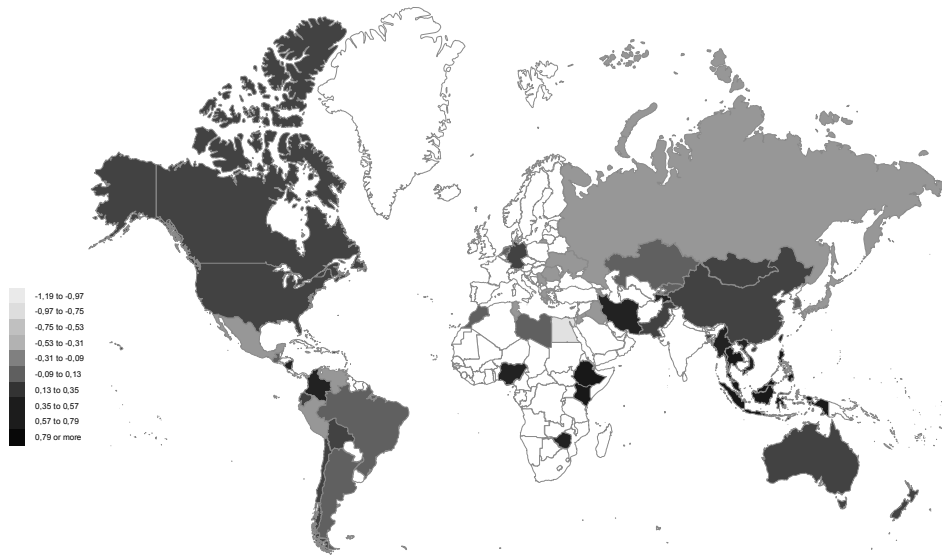 -1,19 to -0,97
-0,97 to -0,75
-0,75 to -0,53
-0,53 to -0,31
-0,31 to -0,09
-0,09 to 0,13
0,13 to 0,35
0,35 to 0,57
0,57 to 0,79
0,79 or more